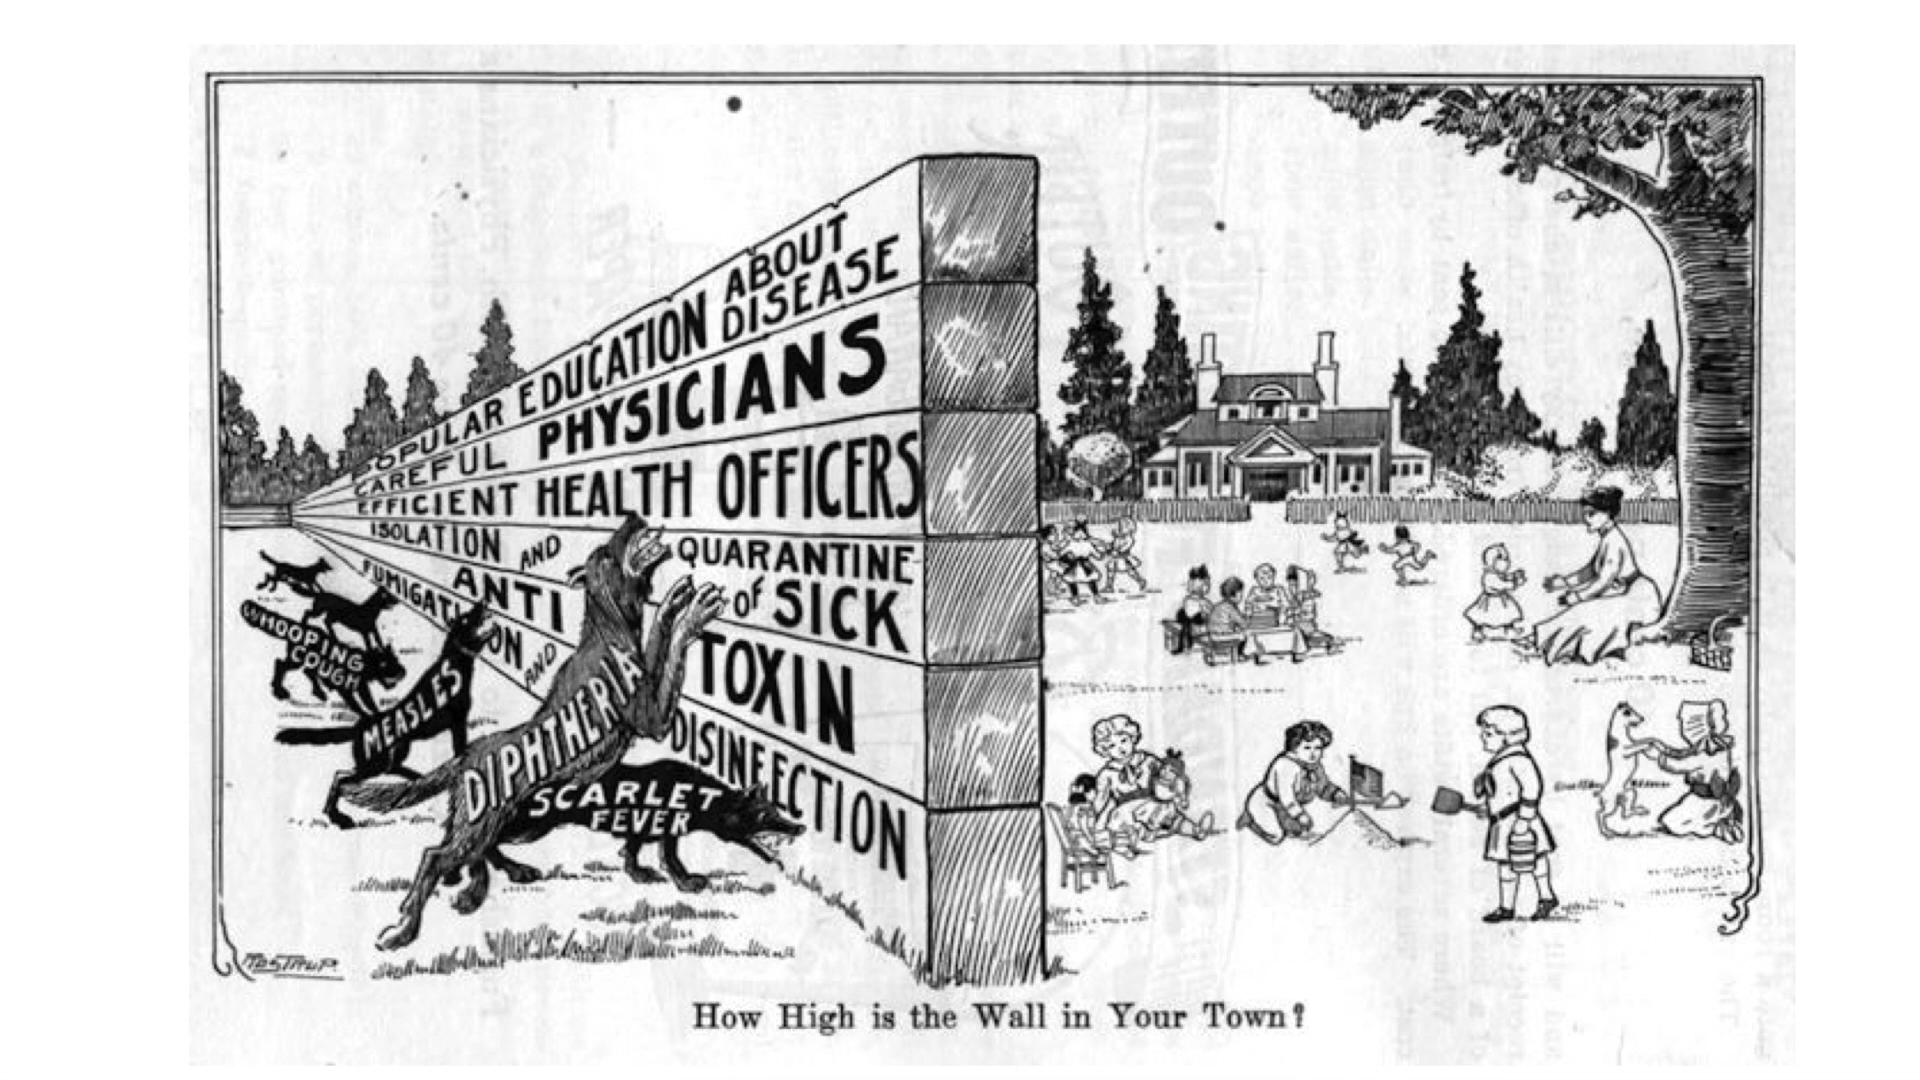 POPULAR EDUCATION ABOUT DISEASE
CAREFUL PHYSICIANS
EFFICIENT HEALTH OFFICERS
ISOLATION AND QUARANTINE OF SICK
ANTI TOXIN
FUMIGATION AND DISINFECTION
WHOOPING COUGH
MEASLES
DIPHTHERIA
SCARLET FEVER
How High is the Wall in Your Town?